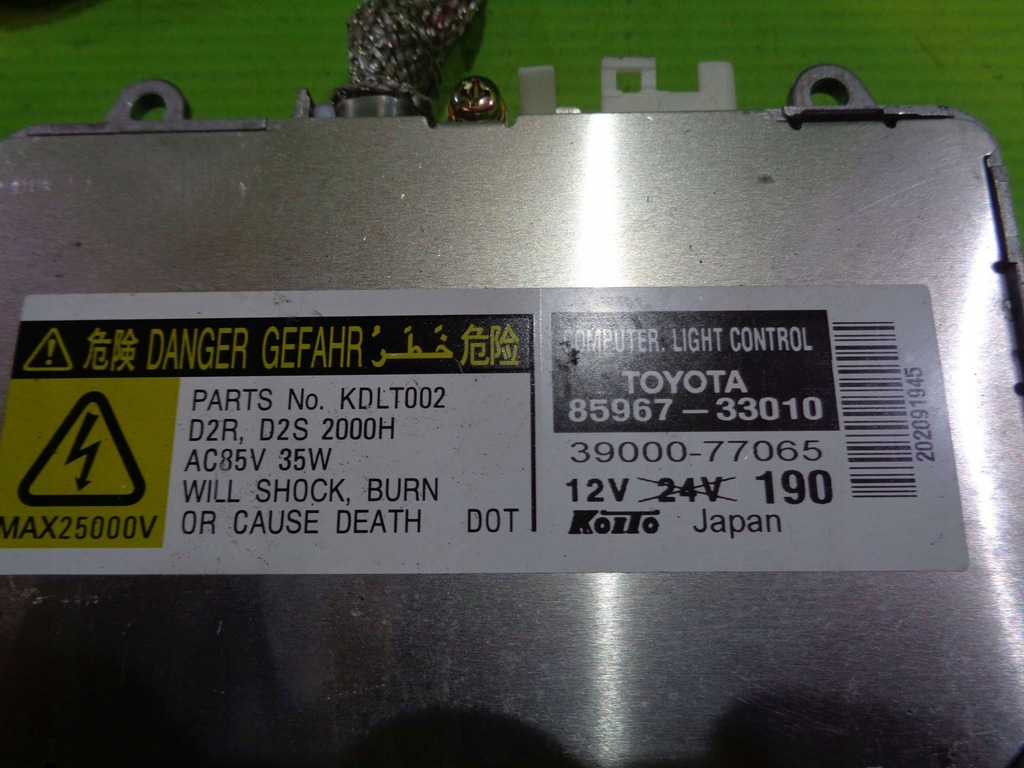 危険 DANGER GEFAHR خَطَرٌ 危险
PARTS No. KDLT002
D2R, D2S 2000H
AC85V 35W
WILL SHOCK, BURN
OR CAUSE DEATH DOT
MAX25000V
COMPUTER. LIGHT CONTROL
TOYOTA
85967-33010
39000-77065
12V 24V 190
KOITO Japan
202091945